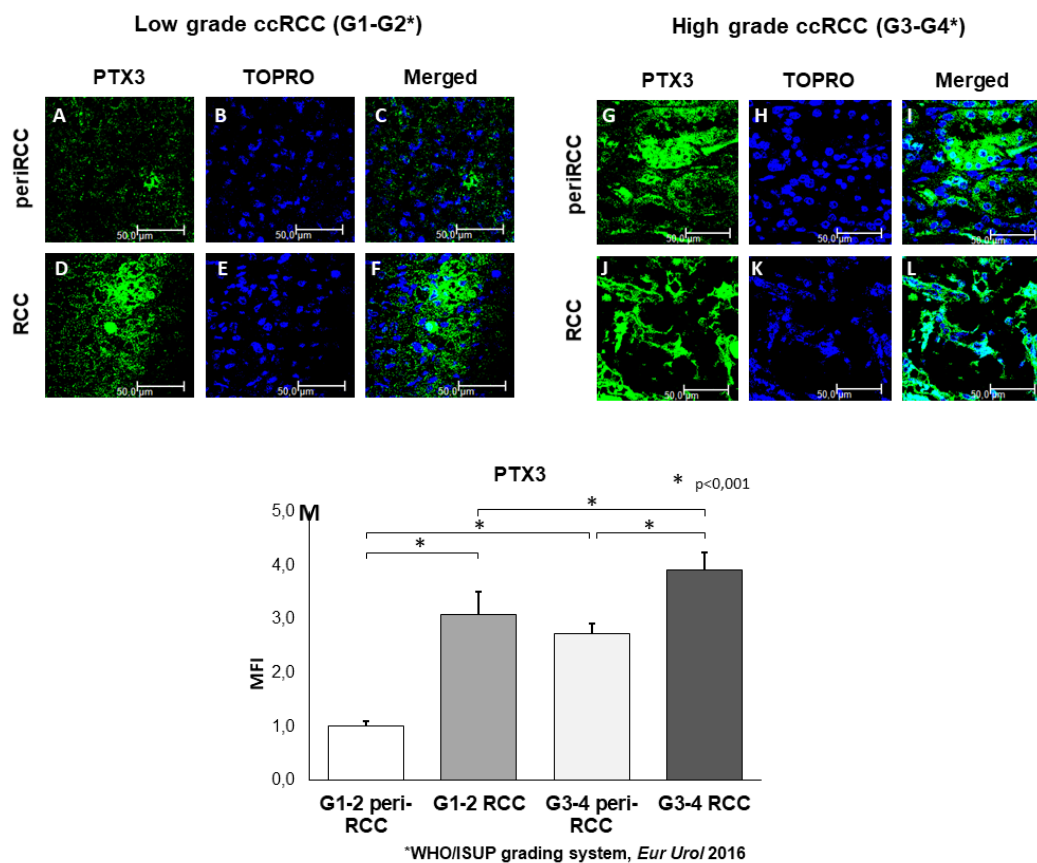 Low grade ccRCC (G1-G2*)
High grade ccRCC (G3-G4*)
PTX3 TOPRO Merged
PTX3 TOPRO Merged
periRCC
A B C
50,0 µm 50,0 µm 50,0 µm
RCC
D E F
50,0 µm 50,0 µm 50,0 µm
periRCC
G H I
50,0 µm 50,0 µm 50,0 µm
RCC
J K L
50,0 µm 50,0 µm 50,0 µm
PTX3
* p<0,001
M
*
*
* *
MFI
5,0
4,0
3,0
2,0
1,0
0,0
G1-2 peri-
RCC
G1-2 RCC
G3-4 peri-
RCC
G3-4 RCC
*WHO/ISUP grading system, Eur Urol 2016